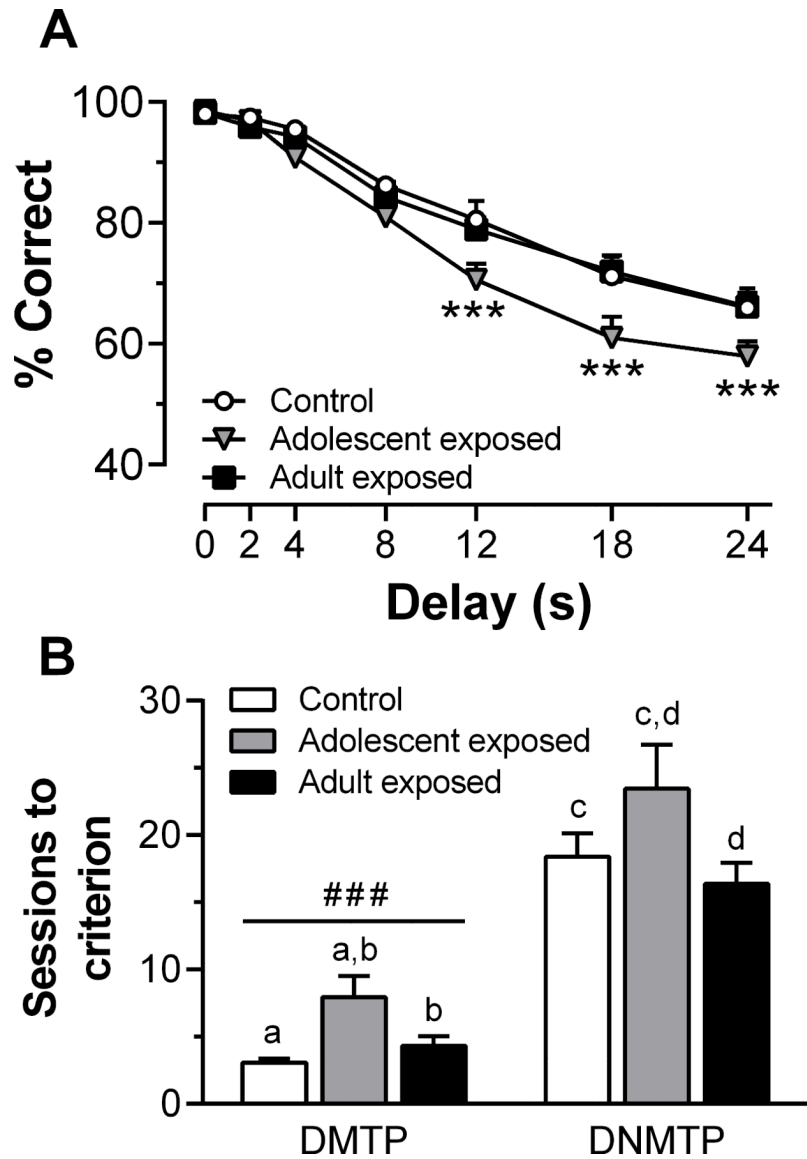 A
100
80
60
40
% Correct
***
***
***
Control
Adolescent exposed
Adult exposed
0 2 4 8 12 18 24
Delay (s)
B
30
20
10
0
Sessions to
criterion
Control
Adolescent exposed
Adult exposed
###
a
a,b
b
c
c,d
d
DMTP DNMTP